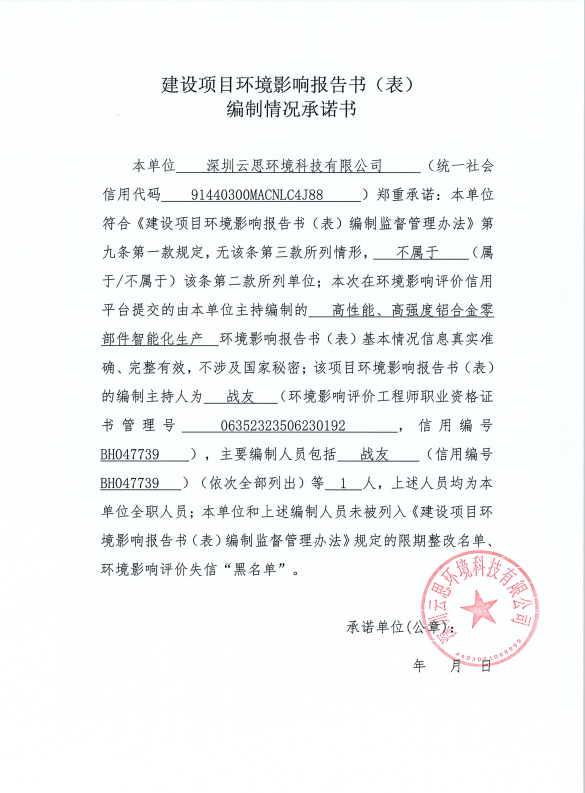 建设项目环境影响报告书（表）
编制情况承诺书
本单位 深圳云思环境科技有限公司 （统一社会
信用代码 91440300MACNLC4J88 ）郑重承诺：本单位
符合《建设项目环境影响报告书（表）编制监督管理办法》第
九条第一款规定，无该条第三款所列情形， 不属于 （属
于/不属于）该条第二款所列单位；本次在环境影响评价信用
平台提交的由本单位主持编制的 高性能、高强度铝合金零
部件智能化生产 环境影响报告书（表）基本情况信息真实准
确、完整有效，不涉及国家秘密；该项目环境影响报告书（表）
的编制主持人为 战友 （环境影响评价工程师职业资格证
书管理号 06352323506230192 ，信用编号
BH047739 ），主要编制人员包括 战友 （信用编号
BH047739 ）（依次全部列出）等 1 人，上述人员均为本
单位全职人员；本单位和上述编制人员未被列入《建设项目环
境影响报告书（表）编制监督管理办法》规定的限期整改名单、
环境影响评价失信“黑名单”。
深圳云思环境科技有限公司
承诺单位(公章)：
年 月 日